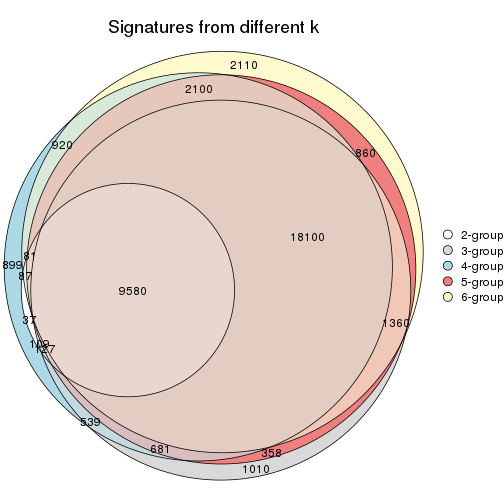 Signatures from different k
2110
2100
920
860
18100
81
899
87
9580
37
1360
127
539
681
358
1010
2-group
3-group
4-group
5-group
6-group